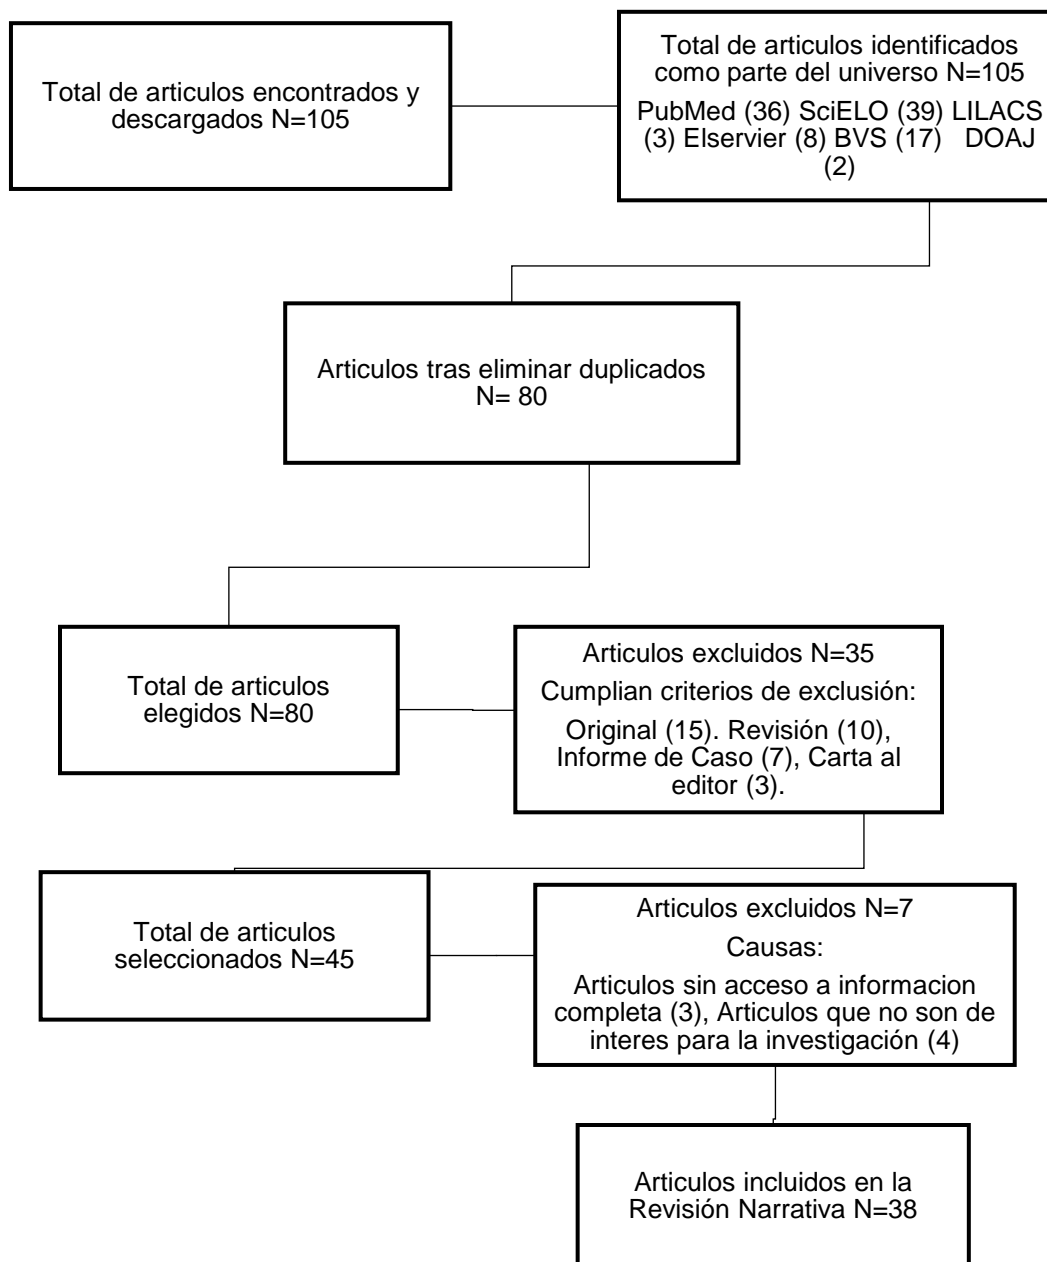 Total de articulos encontrados y
descargados N=105
Total de articulos identificados
como parte del universo N=105
PubMed (36) SciELO (39) LILACS
(3) Elservier (8) BVS (17) DOAJ
(2)
Articulos tras eliminar duplicados
N= 80
Total de articulos
elegidos N=80
Articulos excluidos N=35
Cumplian criterios de exclusión:
Original (15). Revisión (10),
Informe de Caso (7), Carta al
editor (3).
Total de articulos
seleccionados N=45
Articulos excluidos N=7
Causas:
Articulos sin acceso a informacion
completa (3), Articulos que no son de
interes para la investigación (4)
Articulos incluidos en la
Revisión Narrativa N=38